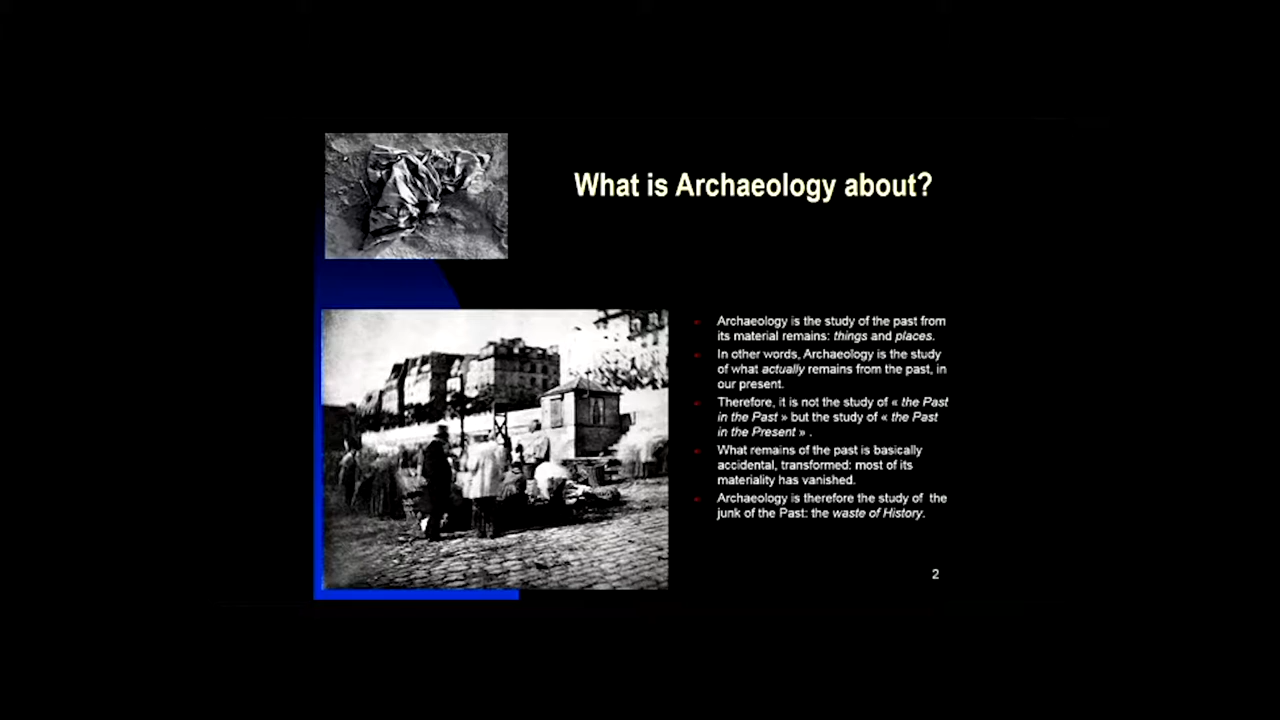 What is Archaeology about?
Archaeology is the study of the past from
its material remains: things and places.
In other words, Archaeology is the study
of what actually remains from the past, in
our present.
Therefore, it is not the study of « the Past
in the Past » but the study of « the Past
in the Present » .
What remains of the past is basically
accidental, transformed: most of its
materiality has vanished.
Archaeology is therefore the study of the
junk of the Past: the waste of History.
2